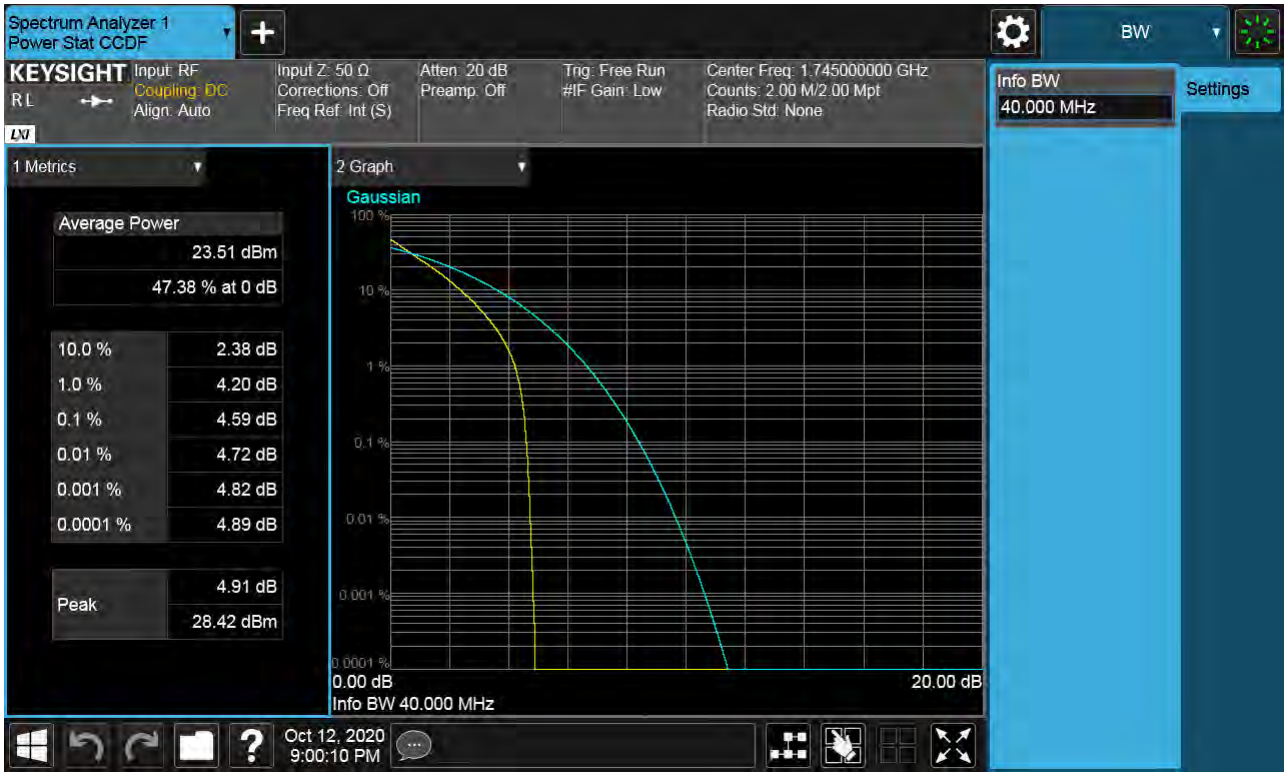 Spectrum Analyzer 1
Power Stat CCDF
+
BW
KEYSIGHT
RL
LXI
Input: RF
Coupling: DC
Align: Auto
Input Z: 50 Ω
Corrections: Off
Freq Ref: Int (S)
Atten: 20 dB
Preamp: Off
Trig: Free Run
#IF Gain: Low
Center Freq: 1.745000000 GHz
Counts: 2.00 M/2.00 Mpt
Radio Std: None
Info BW
40.000 MHz
Settings
1 Metrics
Average Power
23.51 dBm
47.38 % at 0 dB
10.0 % 2.38 dB
1.0 % 4.20 dB
0.1 % 4.59 dB
0.01 % 4.72 dB
0.001 % 4.82 dB
0.0001 % 4.89 dB
Peak
4.91 dB
28.42 dBm
2 Graph
Gaussian
100 %
10 %
1 %
0.1 %
0.01 %
0.001 %
0.0001 %
0.00 dB 20.00 dB
Info BW 40.000 MHz
?
Oct 12, 2020
9:00:10 PM